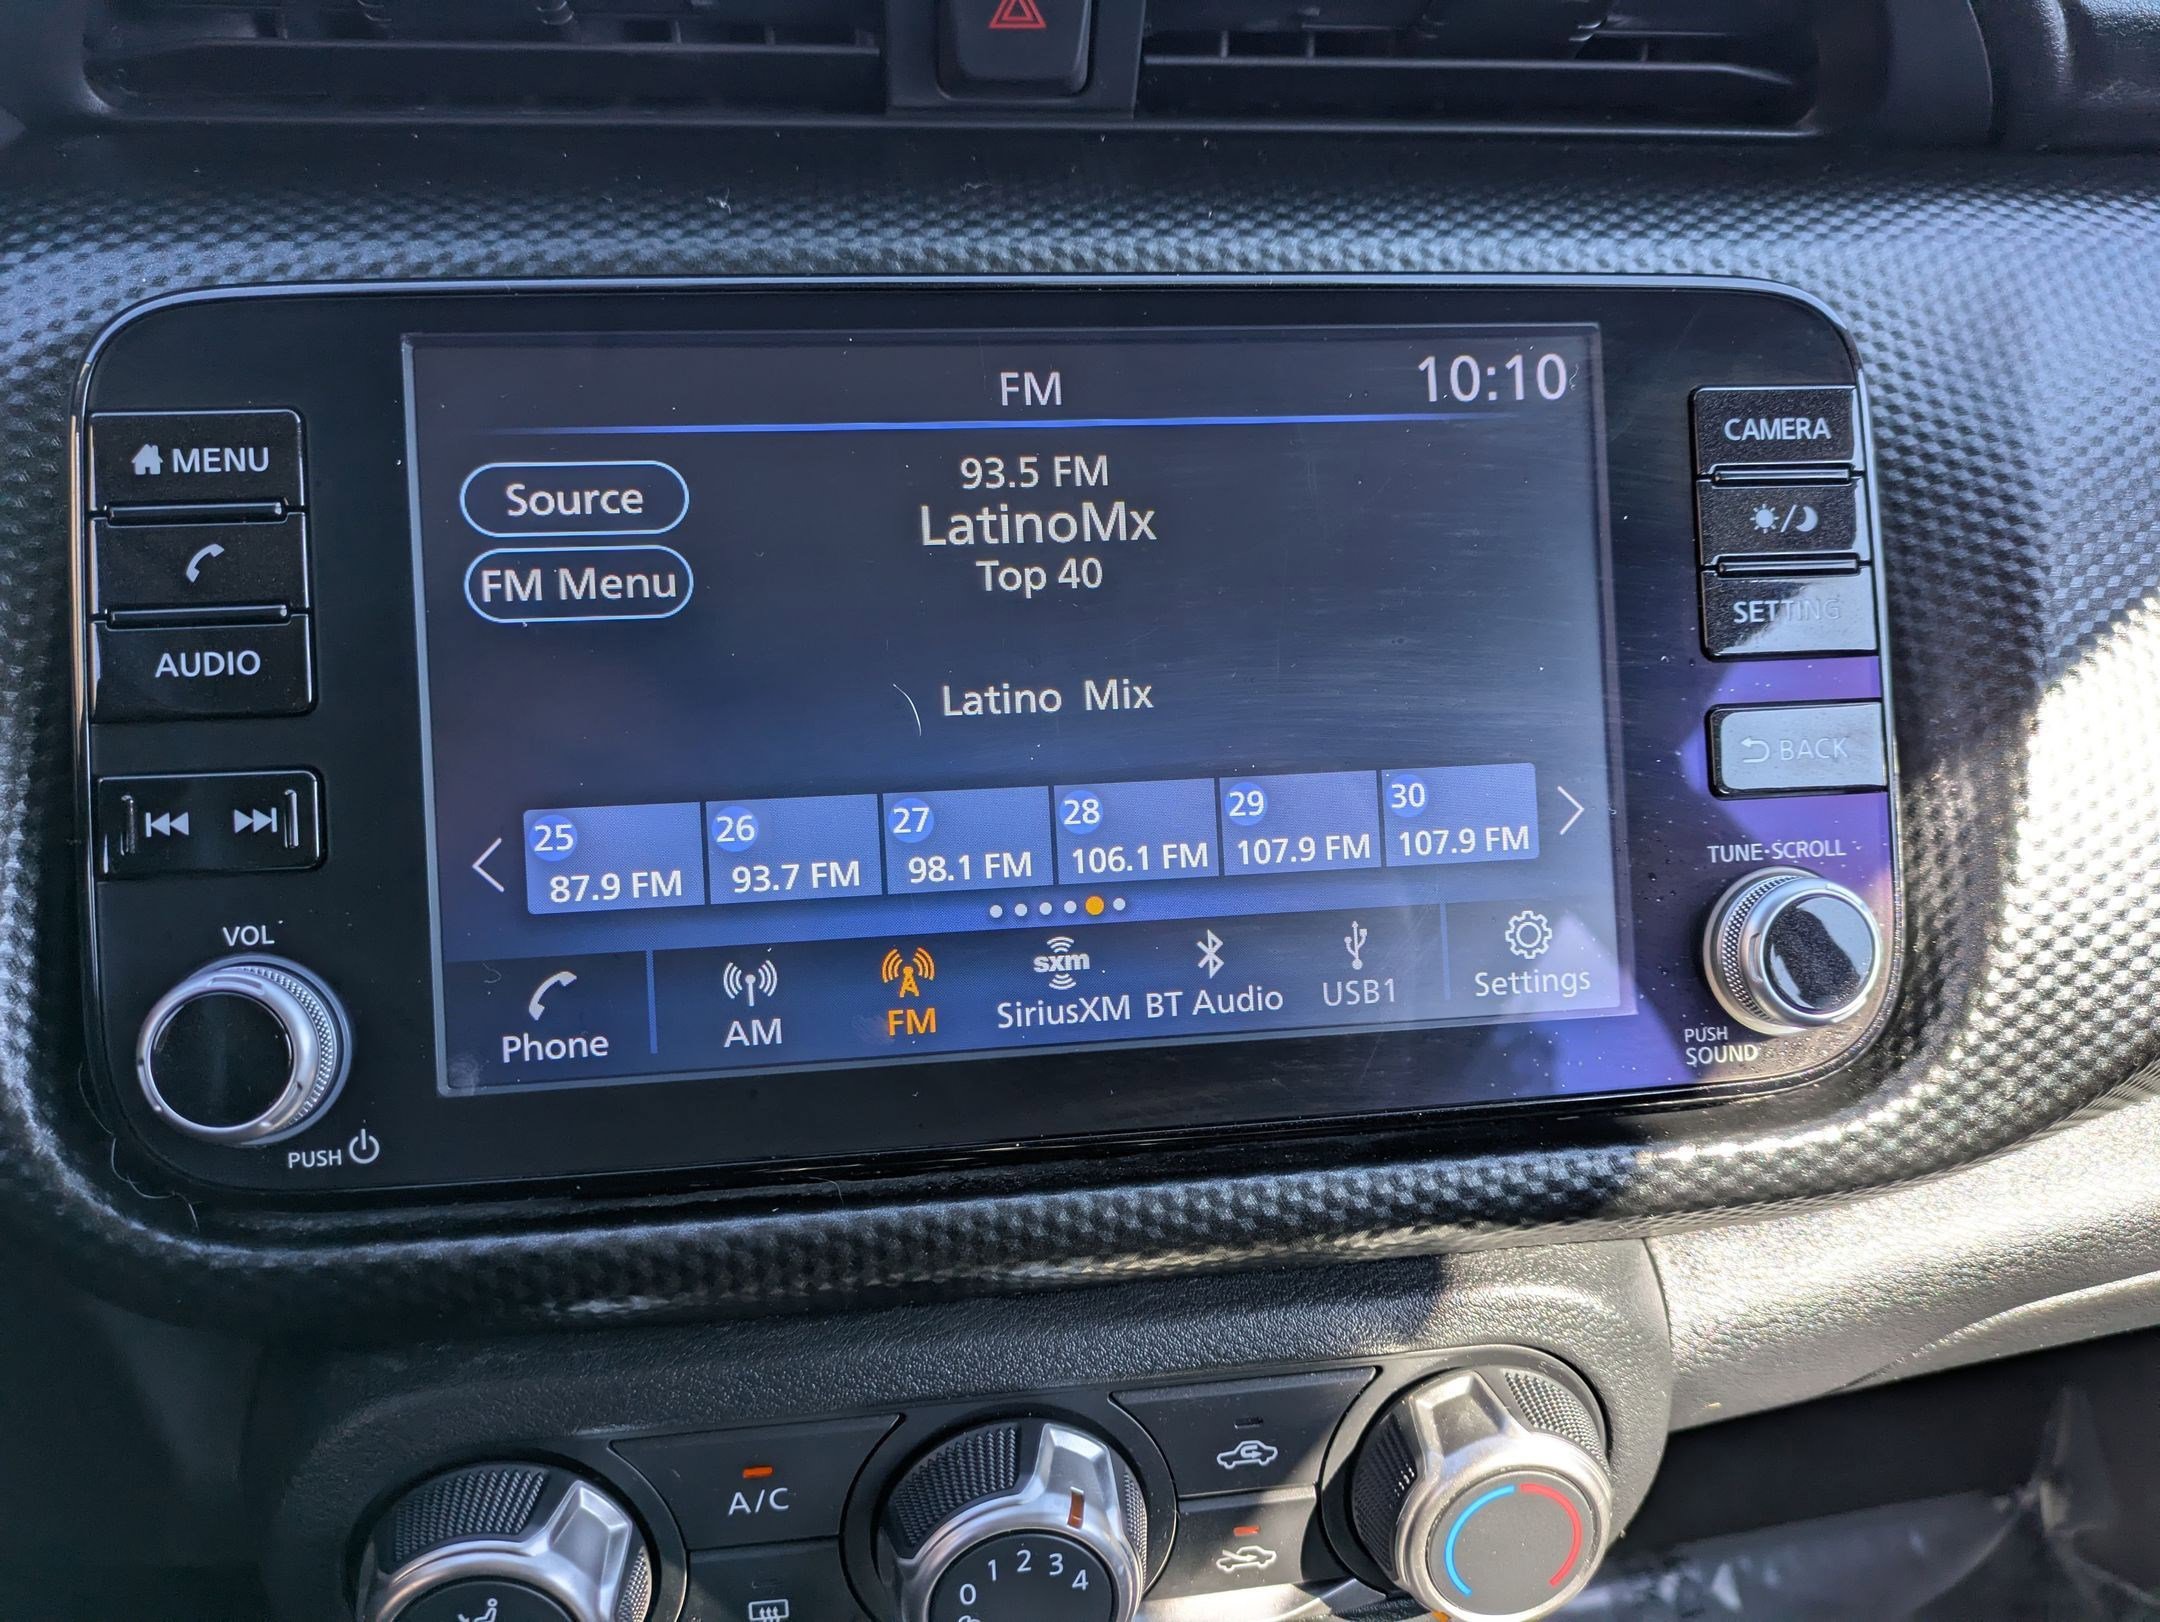 FM
10:10
MENU
AUDIO
VOL
PUSH
Source
FM Menu
93.5 FM
LatinoMx
Top 40
Latino Mix
25
87.9 FM
26
93.7 FM
27
98.1 FM
28
106.1 FM
29
107.9 FM
30
107.9 FM
Phone
AM
FM
sxm
SiriusXM
BT Audio
USB1
Settings
CAMERA
SETTING
BACK
TUNE·SCROLL
PUSH
SOUND
A/C
0 1 2 3 4